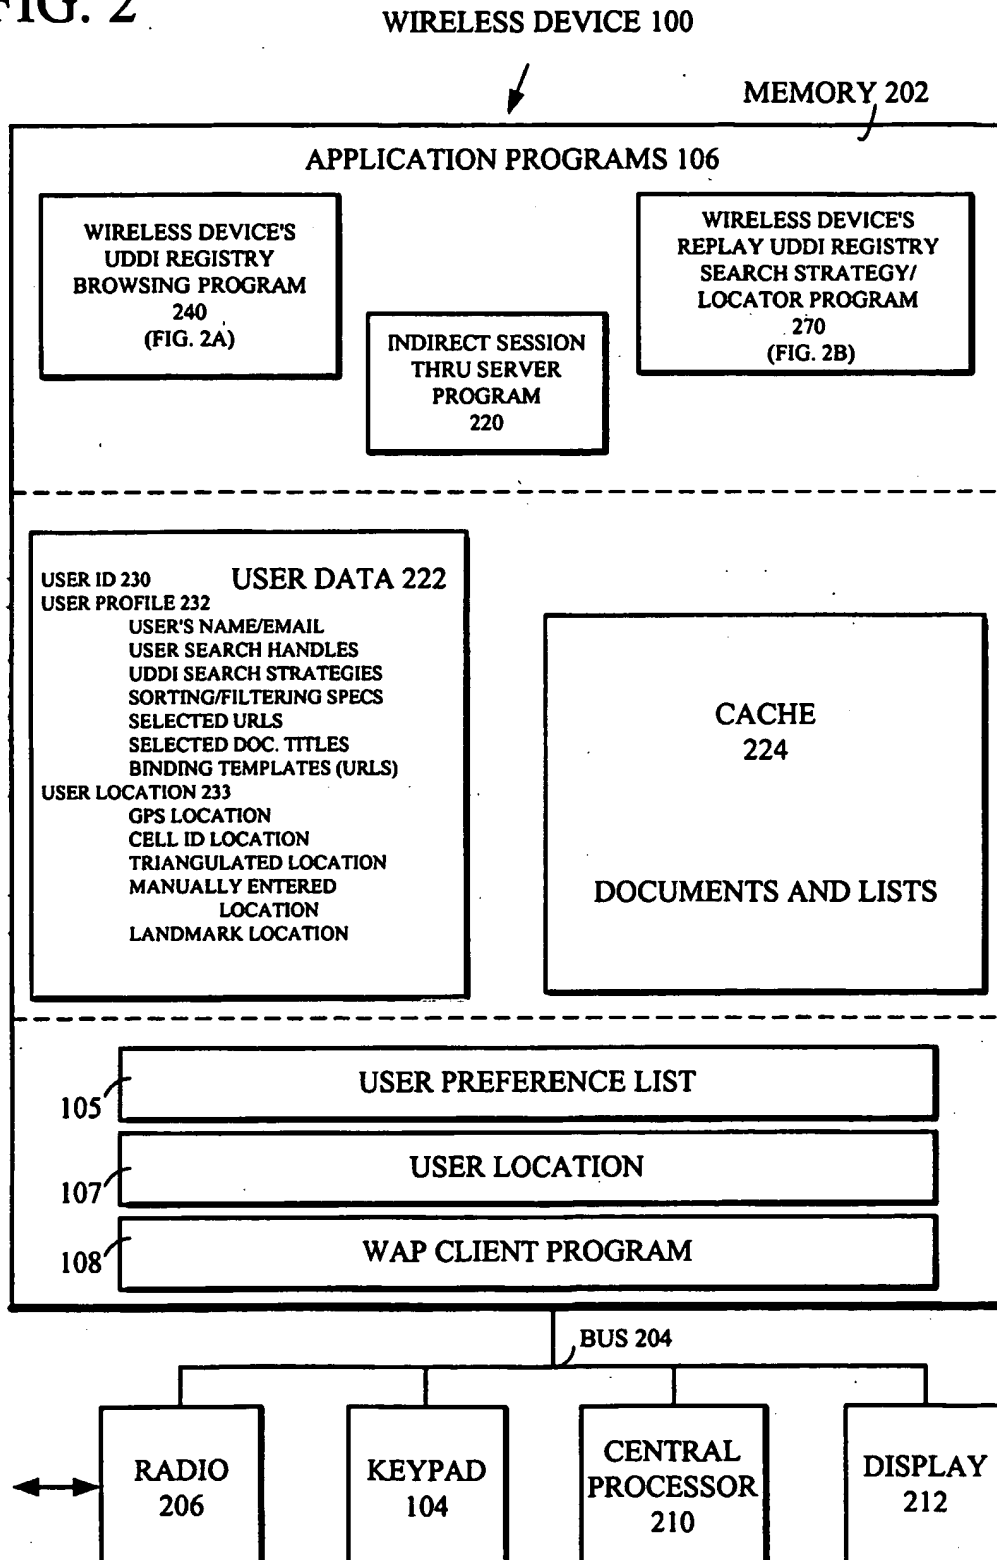 FIG. 2
WIRELESS DEVICE 100
MEMORY 202
APPLICATION PROGRAMS 106
WIRELESS DEVICE'S
UDDI REGISTRY
BROWSING PROGRAM
240
(FIG. 2A)
INDIRECT SESSION
THRU SERVER
PROGRAM
220
WIRELESS DEVICE'S
REPLAY UDDI REGISTRY
SEARCH STRATEGY/
LOCATOR PROGRAM
270
(FIG. 2B)
USER DATA 222
USER ID 230
USER PROFILE 232
USER'S NAME/EMAIL
USER SEARCH HANDLES
UDDI SEARCH STRATEGIES
SORTING/FILTERING SPECS
SELECTED URLS
SELECTED DOC. TITLES
BINDING TEMPLATES (URLS)
USER LOCATION 233
GPS LOCATION
CELL ID LOCATION
TRIANGULATED LOCATION
MANUALLY ENTERED
LOCATION
LANDMARK LOCATION
CACHE
224
DOCUMENTS AND LISTS
105
USER PREFERENCE LIST
107
USER LOCATION
108
WAP CLIENT PROGRAM
BUS 204
RADIO
206
KEYPAD
104
CENTRAL
PROCESSOR
210
DISPLAY
212